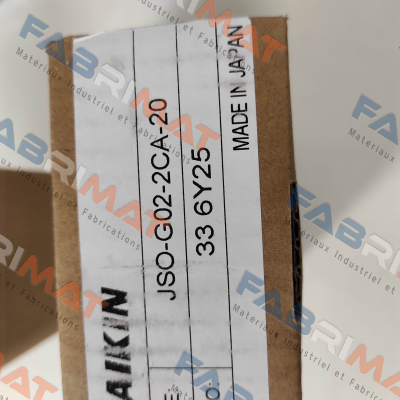 AIKIN
JSO-G02-2CA-20
33 6Y25
MADE IN JAPAN
FABRIMAT
Matériaux Industriel et Fabrications